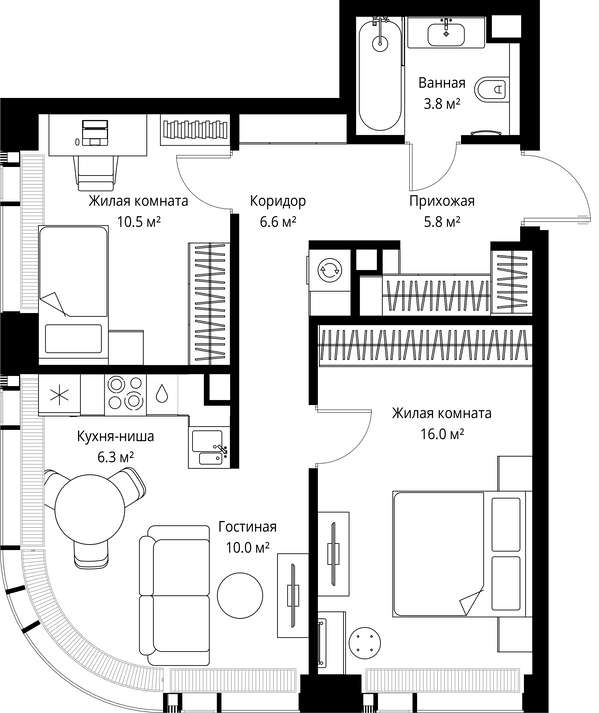 Ванная
3.8 м²
Жилая комната
10.5 м²
Коридор
6.6 м²
Прихожая
5.8 м²
Жилая комната
16.0 м²
Кухня-ниша
6.3 м²
Гостиная
10.0 м²